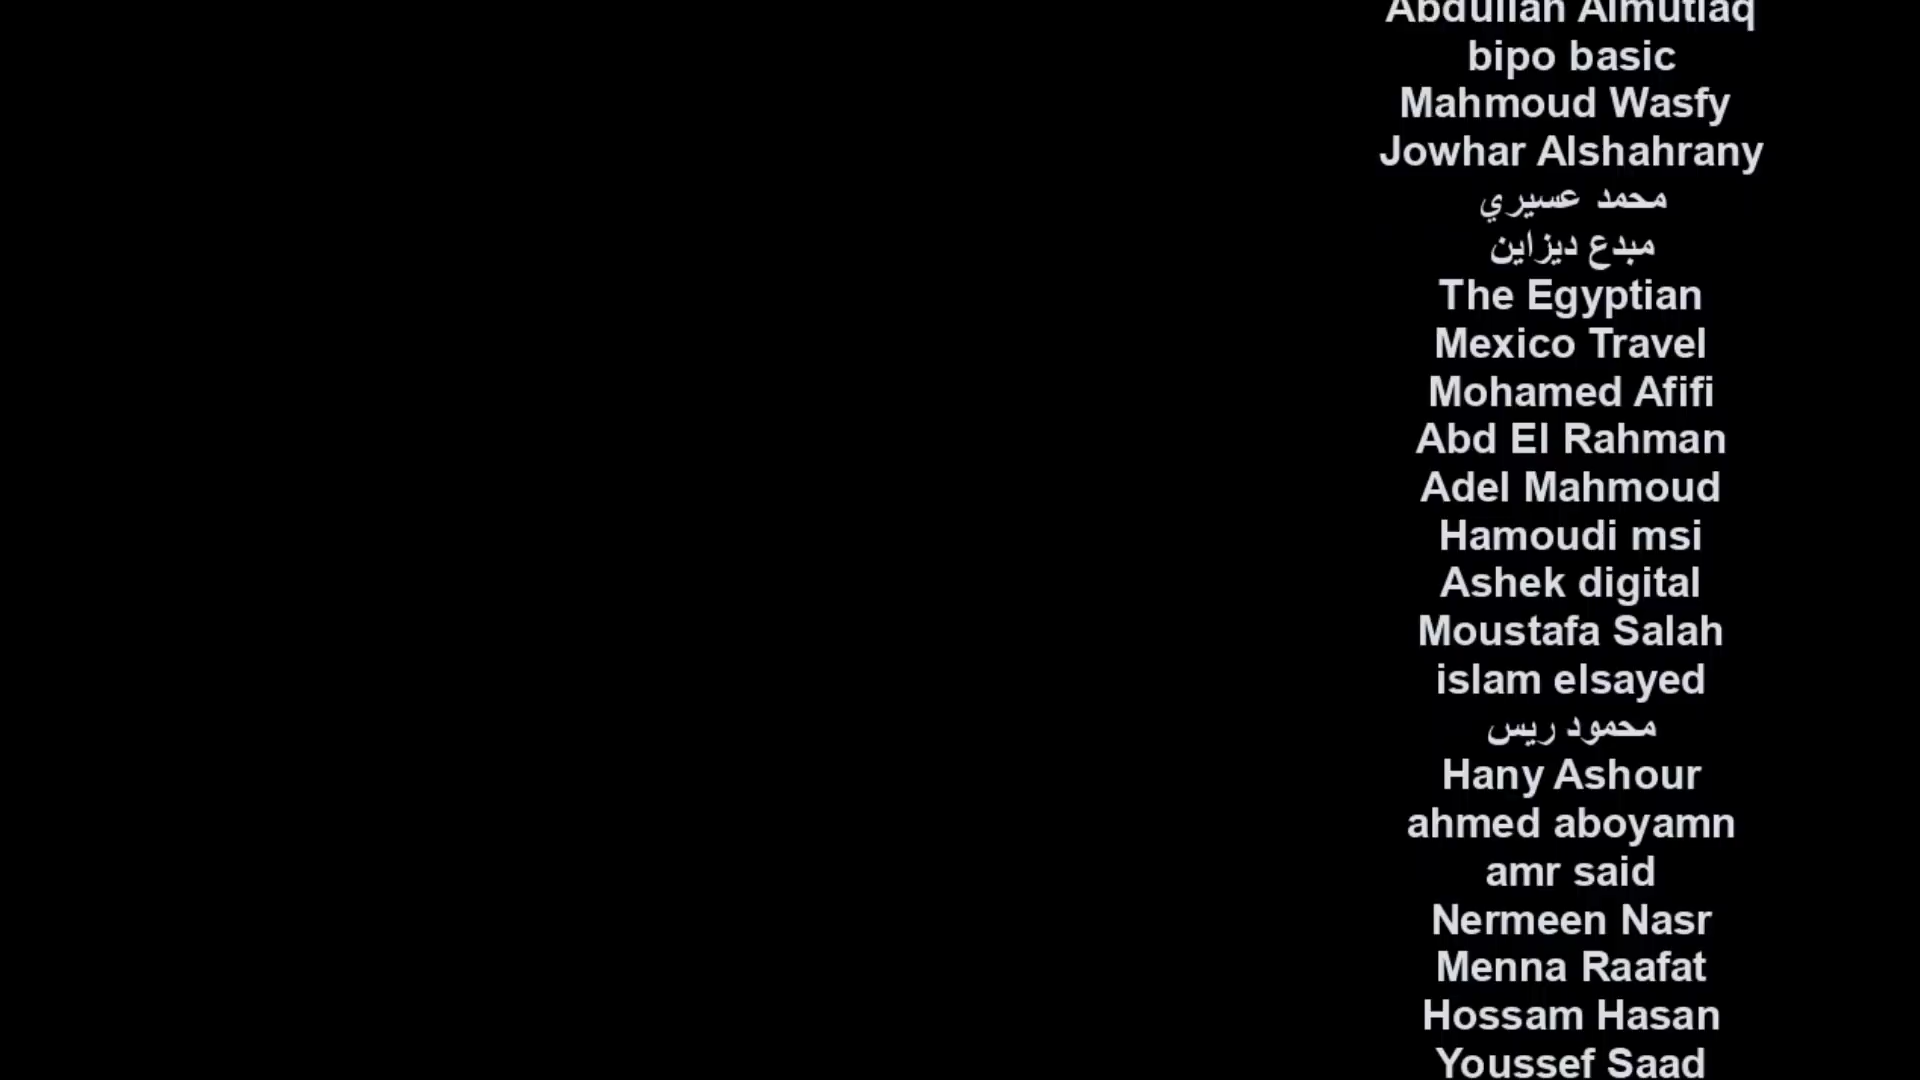 Abdullah Almutlaq
bipo basic
Mahmoud Wasfy
Jowhar Alshahrany
محمد عسيري
مبدع ديزاين
The Egyptian
Mexico Travel
Mohamed Afifi
Abd El Rahman
Adel Mahmoud
Hamoudi msi
Ashek digital
Moustafa Salah
islam elsayed
محمود ريس
Hany Ashour
ahmed aboyamn
amr said
Nermeen Nasr
Menna Raafat
Hossam Hasan
Youssef Saad